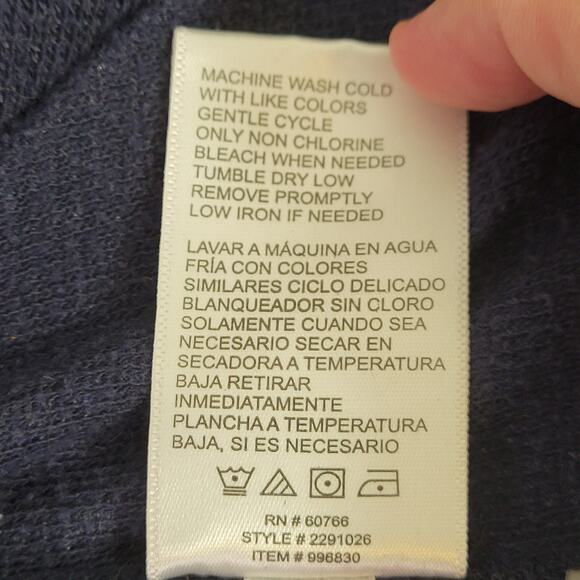 MACHINE WASH COLD
WITH LIKE COLORS
GENTLE CYCLE
ONLY NON CHLORINE
BLEACH WHEN NEEDED
TUMBLE DRY LOW
REMOVE PROMPTLY
LOW IRON IF NEEDED
LAVAR A MÁQUINA EN AGUA
FRÍA CON COLORES
SIMILARES CICLO DELICADO
BLANQUEADOR SIN CLORO
SOLAMENTE CUANDO SEA
NECESARIO SECAR EN
SECADORA A TEMPERATURA
BAJA RETIRAR
INMEDIATAMENTE
PLANCHA A TEMPERATURA
BAJA, SI ES NECESARIO
RN # 60766
STYLE # 2291026
ITEM # 996830